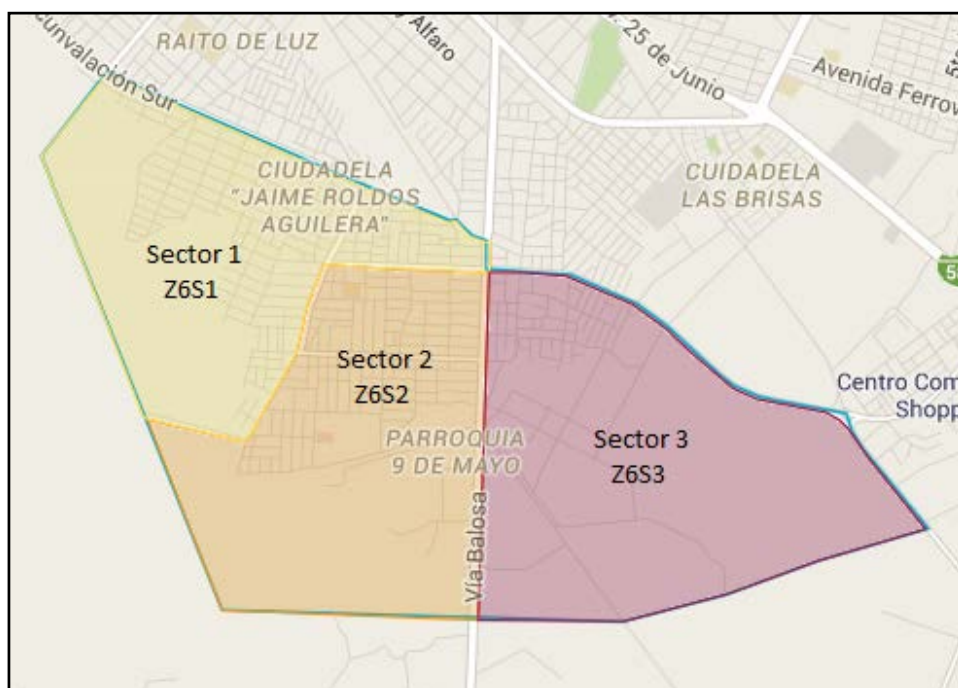 cunvalación Sur
RAITO DE LUZ
Alfaro
25 de Junio
Avenida Ferrov
CIUDADELA
"JAIME ROLDOS
AGUILERA"
CUIDADELA
LAS BRISAS
Sector 1
Z6S1
Sector 2
Z6S2
Sector 3
Z6S3
PARROQUIA
9 DE MAYO
Vía Balosa
Centro Com
Shopp